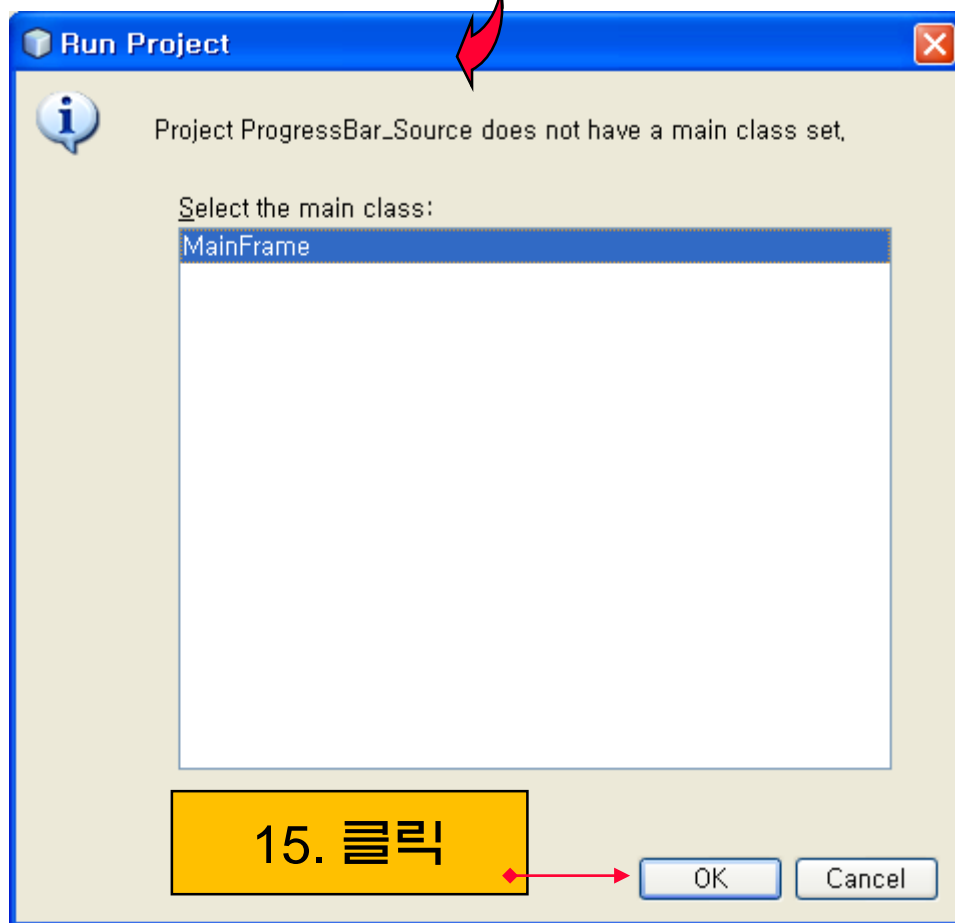 Run Project
Project ProgressBar_Source does not have a main class set,
Select the main class:
MainFrame
15. 클릭
OK
Cancel